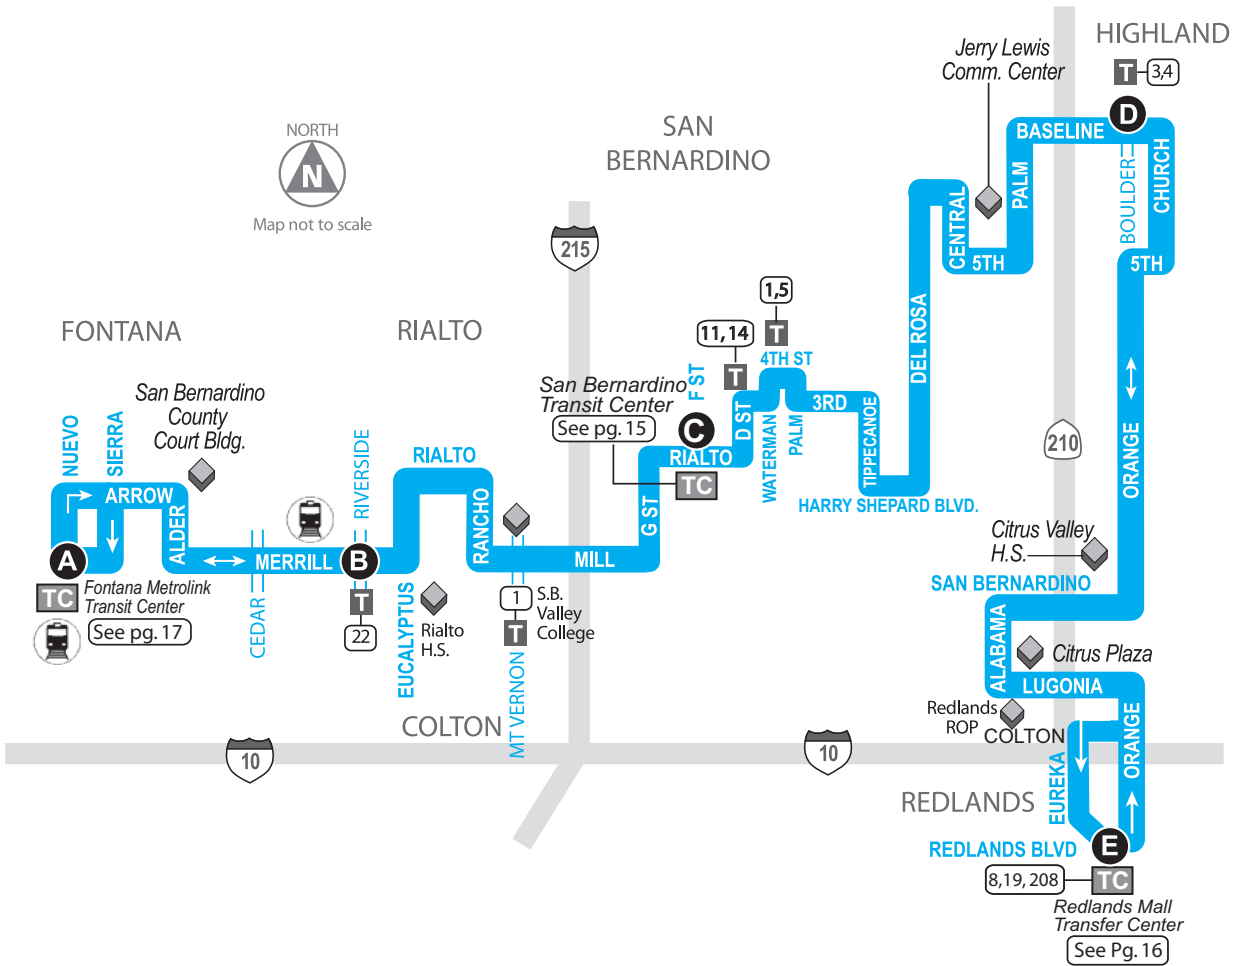 HIGHLAND
Jerry Lewis
Comm. Center
T
3,4
D
BASELINE
BOULDER
CHURCH
PALM
CENTRAL
5TH
5TH
NORTH
N
Map not to scale
SAN
BERNARDINO
215
1,5
T
11, 14
T
4TH ST
FONTANA
RIALTO
San Bernardino
County
Court Bldg.
San Bernardino
Transit Center
See pg. 15
F ST
C
RIALTO
TC
G ST
D ST
WATERMAN
PALM
3RD
TIPPECANOE
DEL ROSA
HARRY SHEPARD BLVD.
210
ORANGE
NUEVO
SIERRA
ARROW
ALDER
RIVERSIDE
RIALTO
RANCHO
A
TC
Fontana Metrolink
Transit Center
See pg. 17
CEDAR
MERRILL
B
T
22
EUCALYPTUS
Rialto
H.S.
MILL
1
T
S.B.
Valley
College
MT VERNON
COLTON
10
10
Citrus Valley
H.S.
SAN BERNARDINO
ALABAMA
Citrus Plaza
LUGONIA
Redlands
ROP
COLTON
EUREKA
ORANGE
REDLANDS
REDLANDS BLVD
E
8,19, 208
TC
Redlands Mall
Transfer Center
See Pg. 16